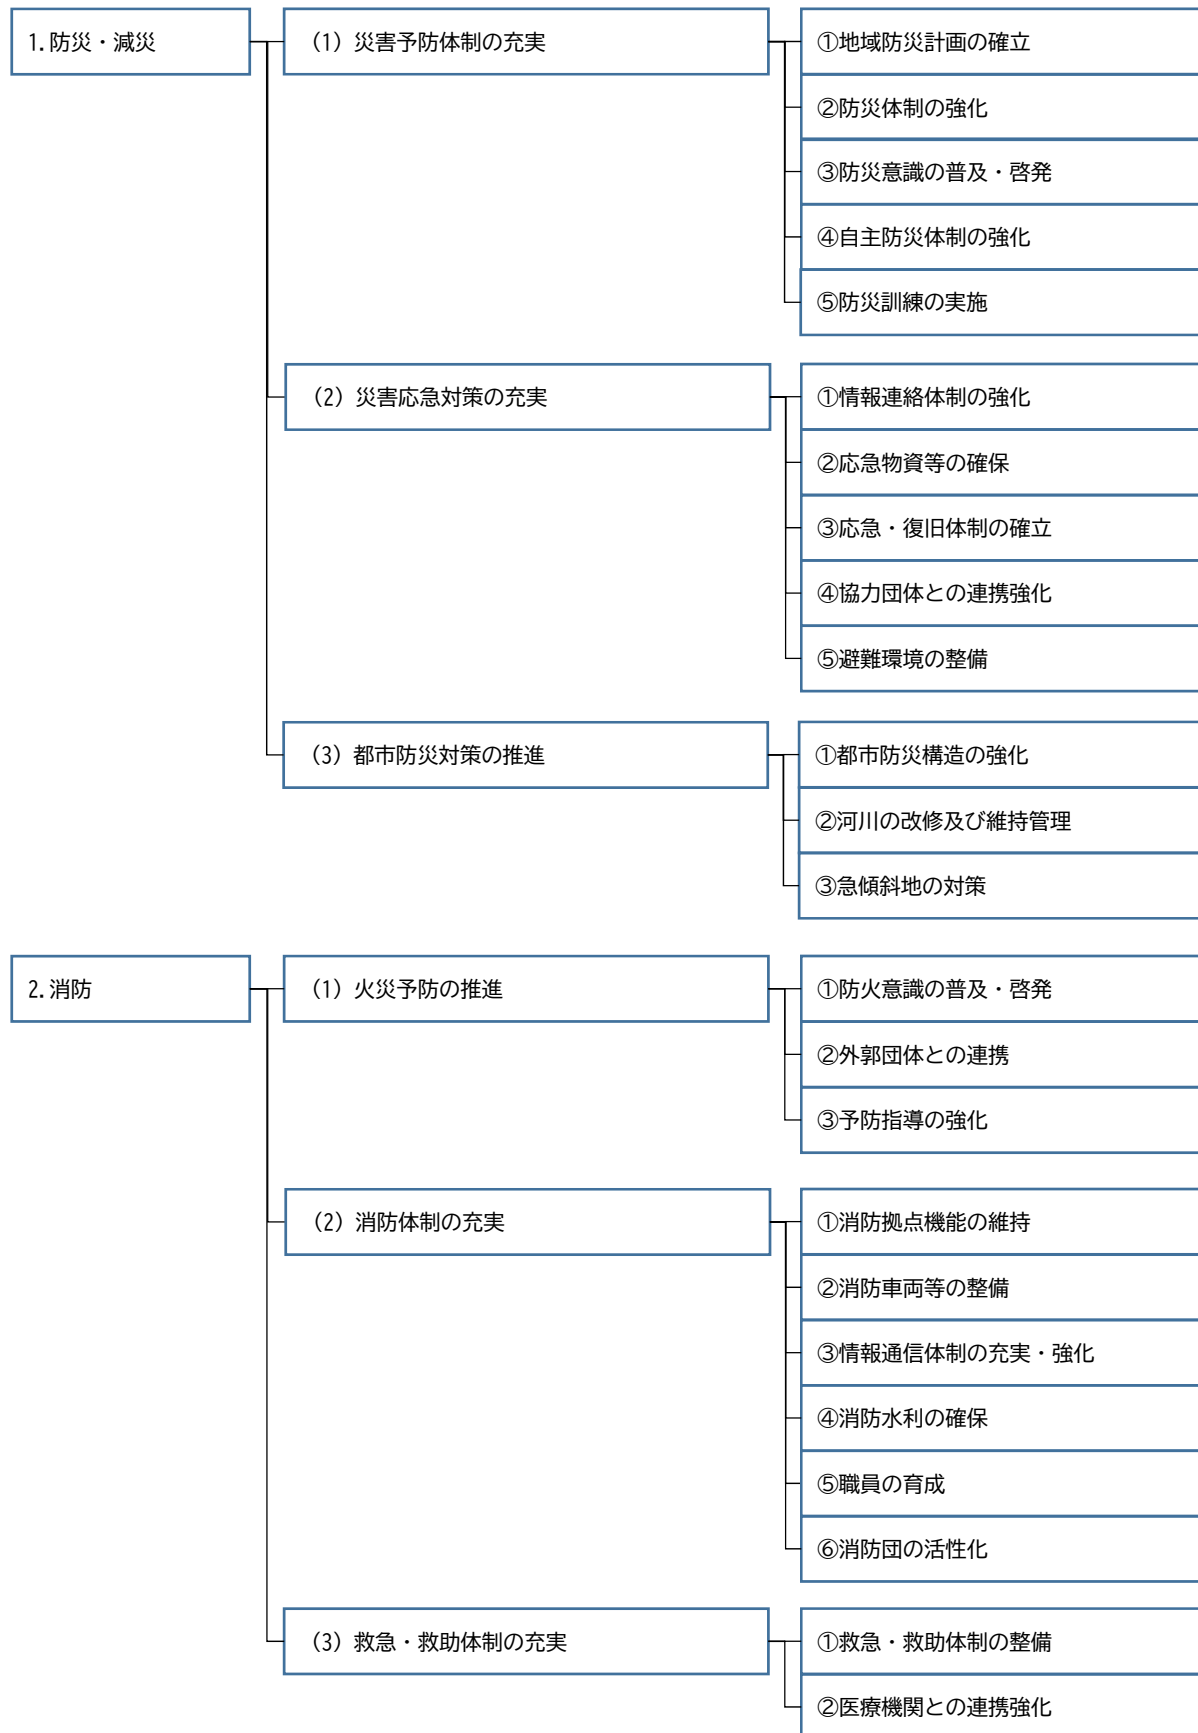 1.防災・減災
(1) 災害予防体制の充実
①地域防災計画の確立
②防災体制の強化
③防災意識の普及・啓発
④自主防災体制の強化
⑤防災訓練の実施
(2) 災害応急対策の充実
①情報連絡体制の強化
②応急物資等の確保
③応急・復旧体制の確立
④協力団体との連携強化
⑤避難環境の整備
(3) 都市防災対策の推進
①都市防災構造の強化
②河川の改修及び維持管理
③急傾斜地の対策
2.消防
(1) 火災予防の推進
①防火意識の普及・啓発
②外郭団体との連携
③予防指導の強化
(2) 消防体制の充実
①消防拠点機能の維持
②消防車両等の整備
③情報通信体制の充実・強化
④消防水利の確保
⑤職員の育成
⑥消防団の活性化
(3) 救急・救助体制の充実
①救急・救助体制の整備
②医療機関との連携強化